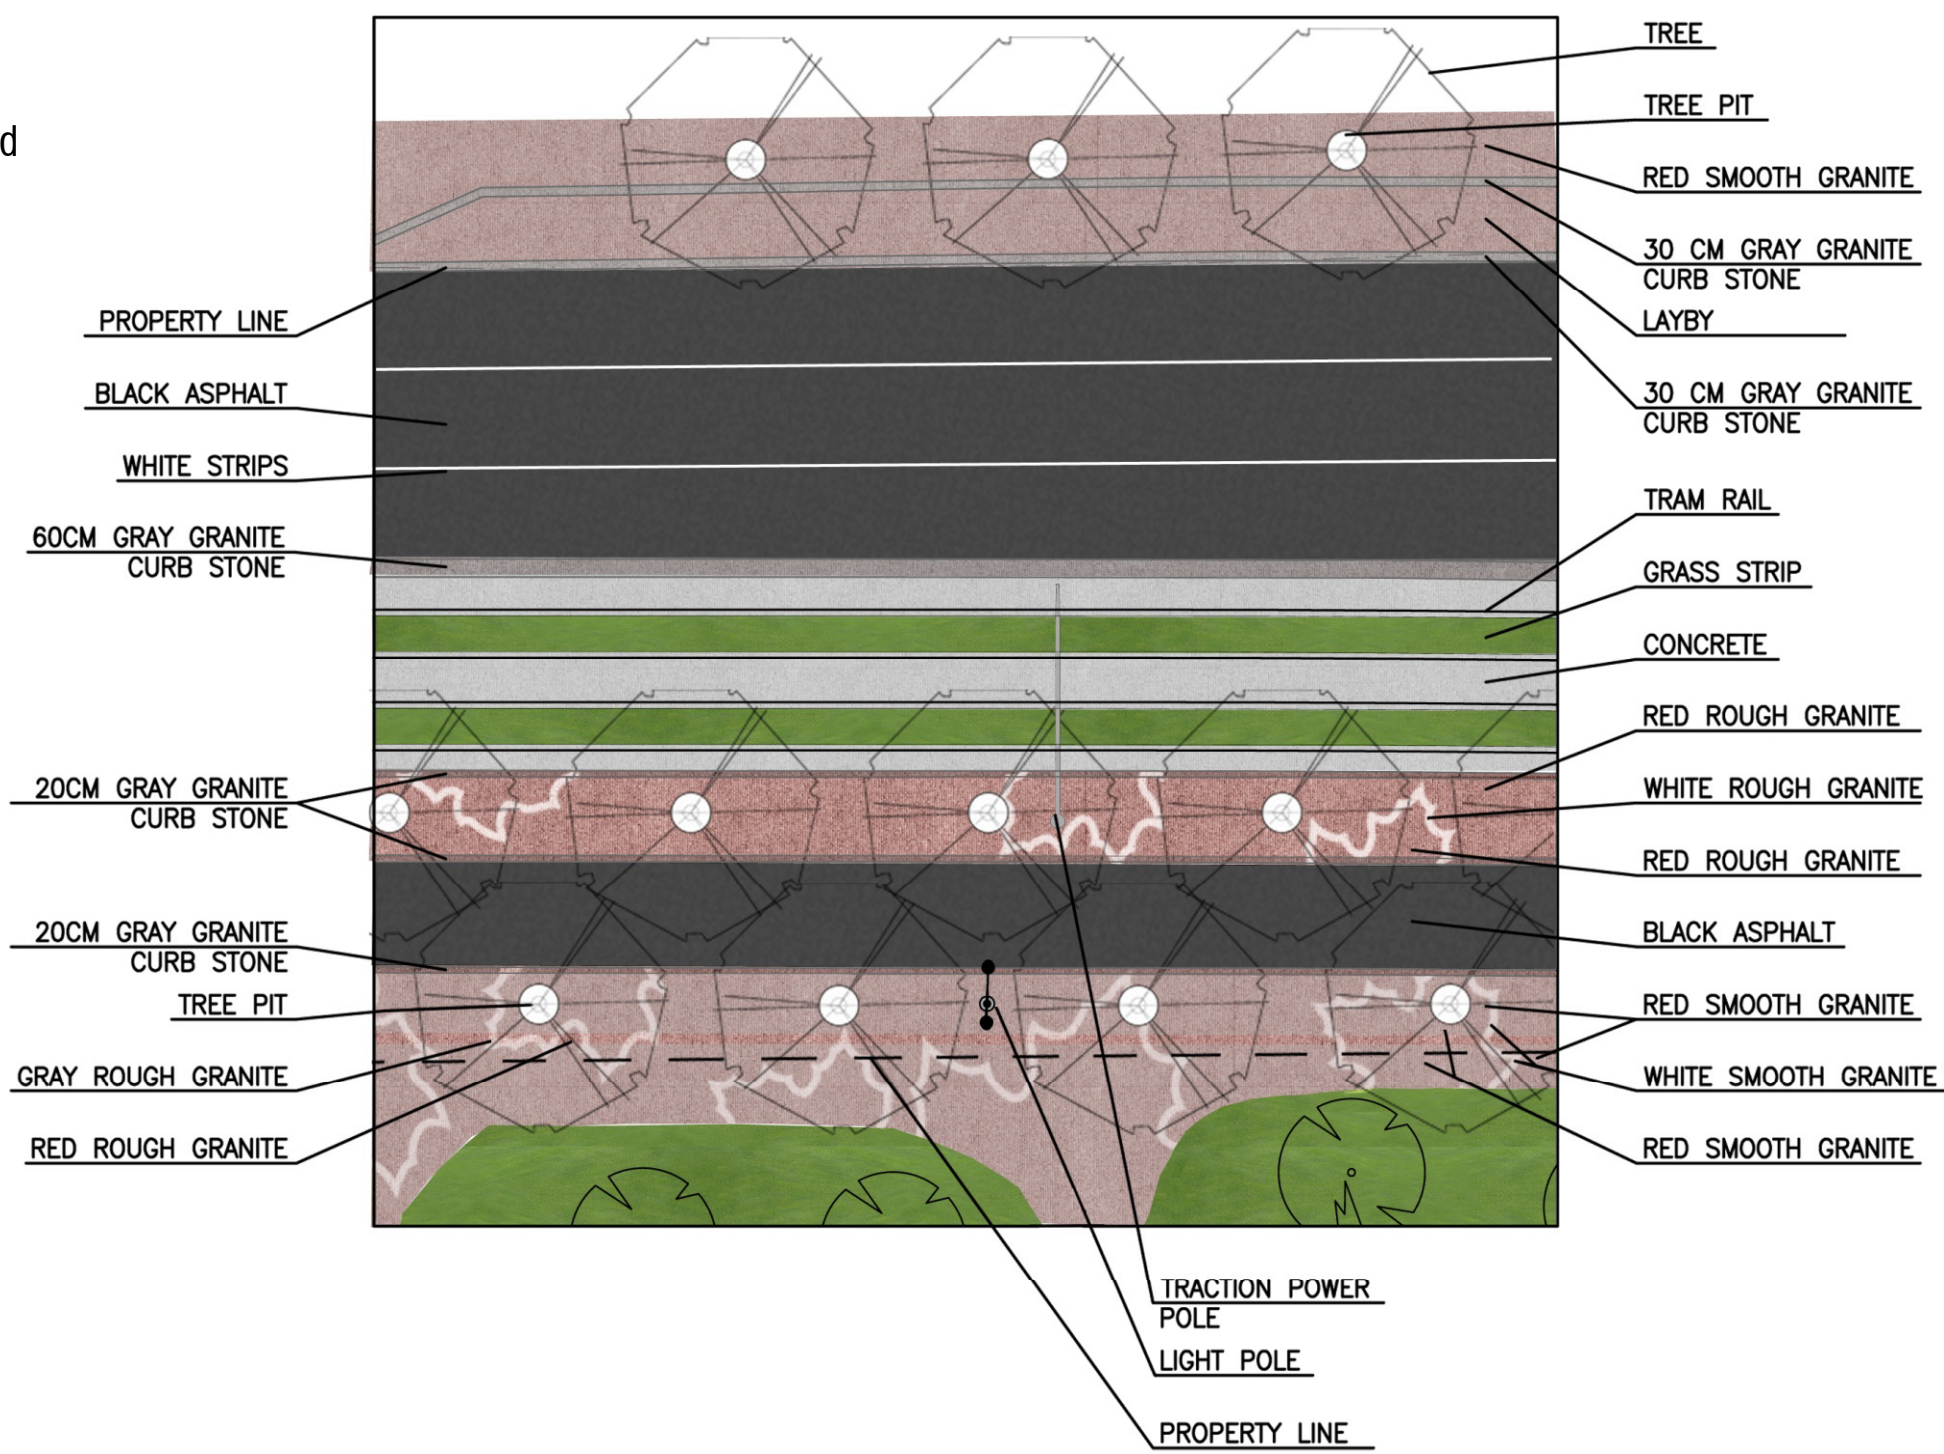 d
PROPERTY LINE
BLACK ASPHALT
WHITE STRIPS
60CM GRAY GRANITE
CURB STONE
20CM GRAY GRANITE
CURB STONE
20CM GRAY GRANITE
CURB STONE
TREE PIT
GRAY ROUGH GRANITE
RED ROUGH GRANITE
TREE
TREE PIT
RED SMOOTH GRANITE
30 CM GRAY GRANITE
CURB STONE
LAYBY
30 CM GRAY GRANITE
CURB STONE
TRAM RAIL
GRASS STRIP
CONCRETE
RED ROUGH GRANITE
WHITE ROUGH GRANITE
RED ROUGH GRANITE
BLACK ASPHALT
RED SMOOTH GRANITE
WHITE SMOOTH GRANITE
RED SMOOTH GRANITE
TRACTION POWER
POLE
LIGHT POLE
PROPERTY LINE